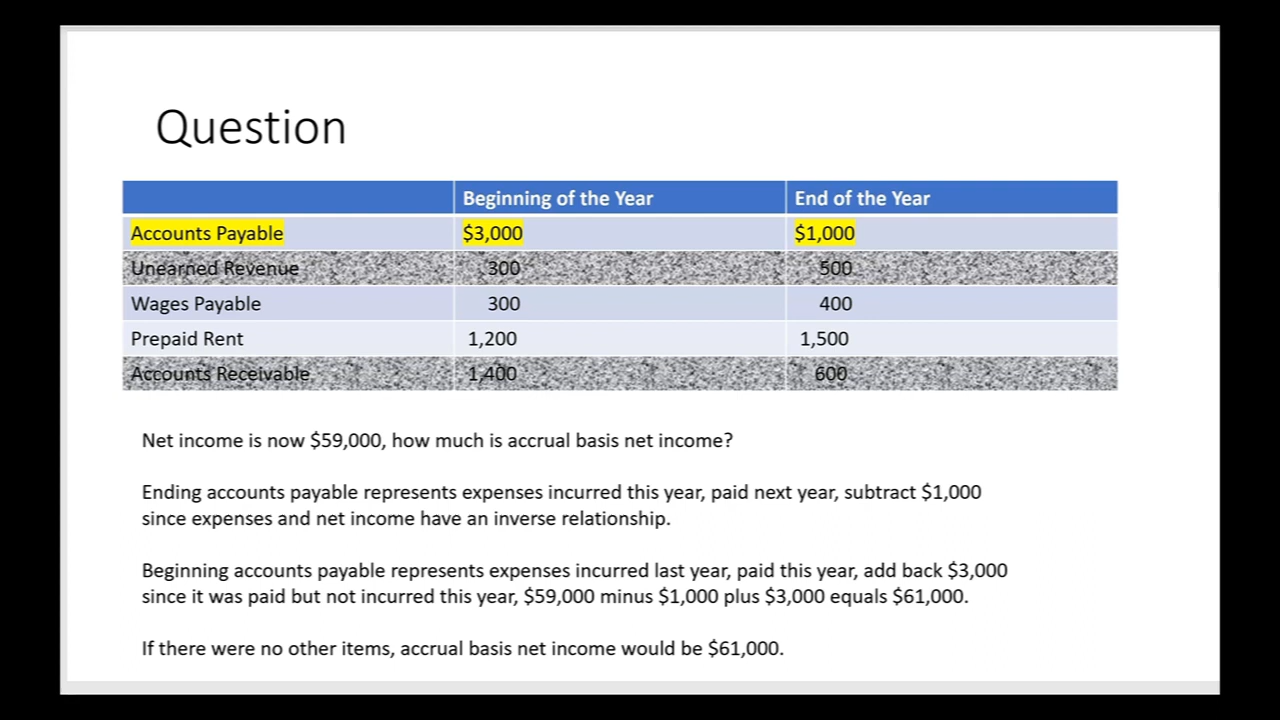 Question
Beginning of the Year End of the Year
Accounts Payable $3,000 $1,000
Unearned Revenue 300 500
Wages Payable 300 400
Prepaid Rent 1,200 1,500
Accounts Receivable 1,400 600
Net income is now $59,000, how much is accrual basis net income?
Ending accounts payable represents expenses incurred this year, paid next year, subtract $1,000
since expenses and net income have an inverse relationship.
Beginning accounts payable represents expenses incurred last year, paid this year, add back $3,000
since it was paid but not incurred this year, $59,000 minus $1,000 plus $3,000 equals $61,000.
If there were no other items, accrual basis net income would be $61,000.